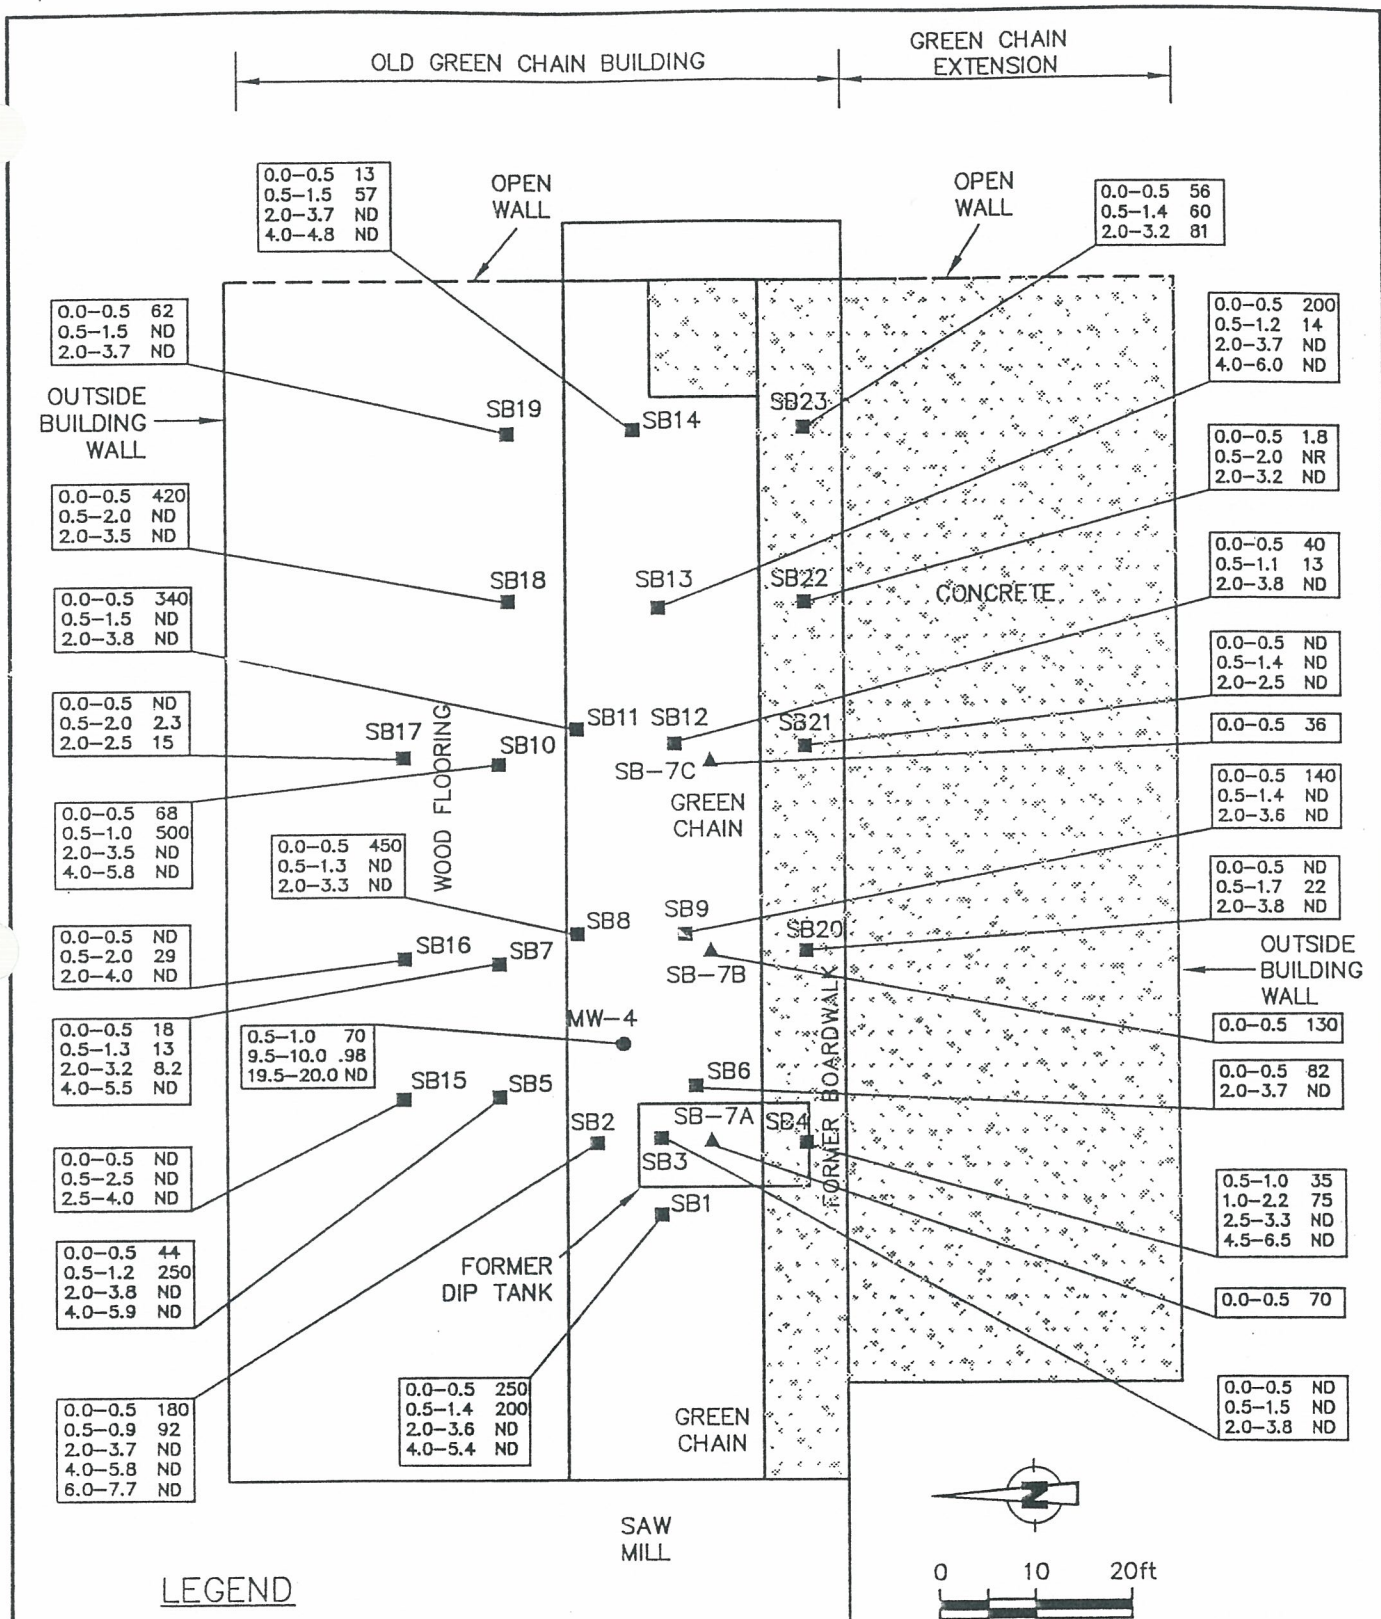 OLD GREEN CHAIN BUILDING
GREEN CHAIN
EXTENSION
0.0-0.5 13
0.5-1.5 57
2.0-3.7 ND
4.0-4.8 ND
OPEN
WALL
OPEN
WALL
0.0-0.5 56
0.5-1.4 60
2.0-3.2 81
0.0-0.5 62
0.5-1.5 ND
2.0-3.7 ND
0.0-0.5 200
0.5-1.2 14
2.0-3.7 ND
4.0-6.0 ND
OUTSIDE
BUILDING
WALL
SB19
SB14
SB23
0.0-0.5 420
0.5-2.0 ND
2.0-3.5 ND
0.0-0.5 1.8
0.5-2.0 NR
2.0-3.2 ND
0.0-0.5 40
0.5-1.1 13
2.0-3.8 ND
SB18
SB13
SB22
CONCRETE
0.0-0.5 340
0.5-1.5 ND
2.0-3.8 ND
0.0-0.5 ND
0.5-1.4 ND
2.0-2.5 ND
0.0-0.5 ND
0.5-2.0 2.3
2.0-2.5 15
SB17
WOOD FLOORING
SB10
SB11
SB12
SB21
0.0-0.5 36
SB-7C
GREEN
CHAIN
0.0-0.5 140
0.5-1.4 ND
2.0-3.6 ND
0.0-0.5 68
0.5-1.0 500
2.0-3.5 ND
4.0-5.8 ND
0.0-0.5 450
0.5-1.3 ND
2.0-3.3 ND
0.0-0.5 ND
0.5-1.7 22
2.0-3.8 ND
0.0-0.5 ND
0.5-2.0 29
2.0-4.0 ND
SB16
SB7
SB8
SB9
SB-7B
SB20
OUTSIDE
BUILDING
WALL
0.0-0.5 18
0.5-1.3 13
2.0-3.2 8.2
4.0-5.5 ND
MW-4
0.5-1.0 70
9.5-10.0 .98
19.5-20.0 ND
0.0-0.5 130
0.0-0.5 82
2.0-3.7 ND
SB15
SB5
SB6
FORMER BOARDWALK
SB2
SB-7A
SB4
SB3
0.0-0.5 ND
0.5-2.5 ND
2.5-4.0 ND
SB1
0.5-1.0 35
1.0-2.2 75
2.5-3.3 ND
4.5-6.5 ND
0.0-0.5 44
0.5-1.2 250
2.0-3.8 ND
4.0-5.9 ND
FORMER
DIP TANK
0.0-0.5 70
0.0-0.5 180
0.5-0.9 92
2.0-3.7 ND
4.0-5.8 ND
6.0-7.7 ND
0.0-0.5 250
0.5-1.4 200
2.0-3.6 ND
4.0-5.4 ND
GREEN
CHAIN
0.0-0.5 ND
0.5-1.5 ND
2.0-3.8 ND
N
SAW
MILL
0 10 20ft
LEGEND